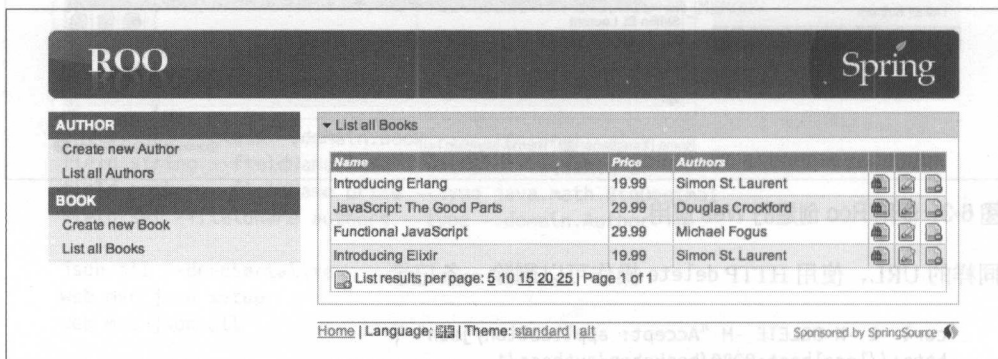 ROO
Spring
AUTHOR
Create new Author
List all Authors
BOOK
Create new Book
List all Books
List all Books
Name Price Authors
Introducing Erlang 19.99 Simon St. Laurent
JavaScript: The Good Parts 29.99 Douglas Crockford
Functional JavaScript 29.99 Michael Fogus
Introducing Elixir 19.99 Simon St. Laurent
List results per page: 5 10 15 20 25 | Page 1 of 1
Home | Language: | Theme: standard | alt
Sponsored by SpringSource